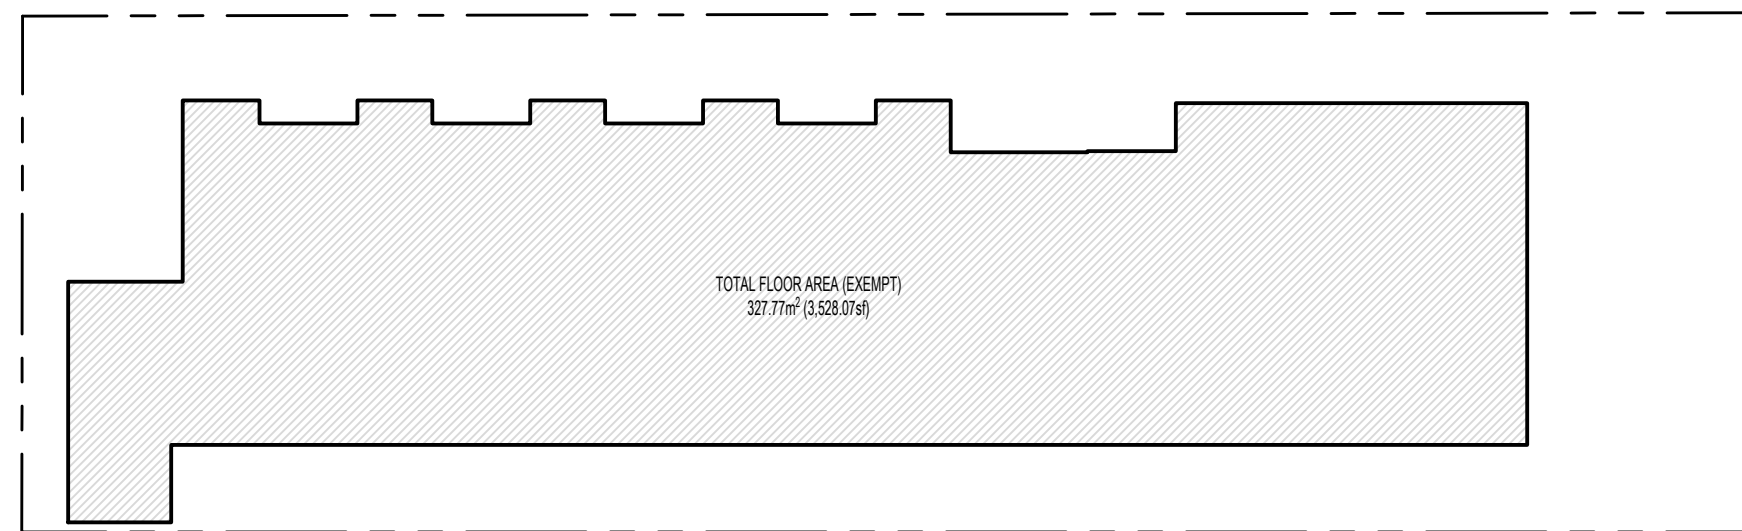 TOTAL FLOOR AREA (EXEMPT)
327.77m² (3,528.07sf)